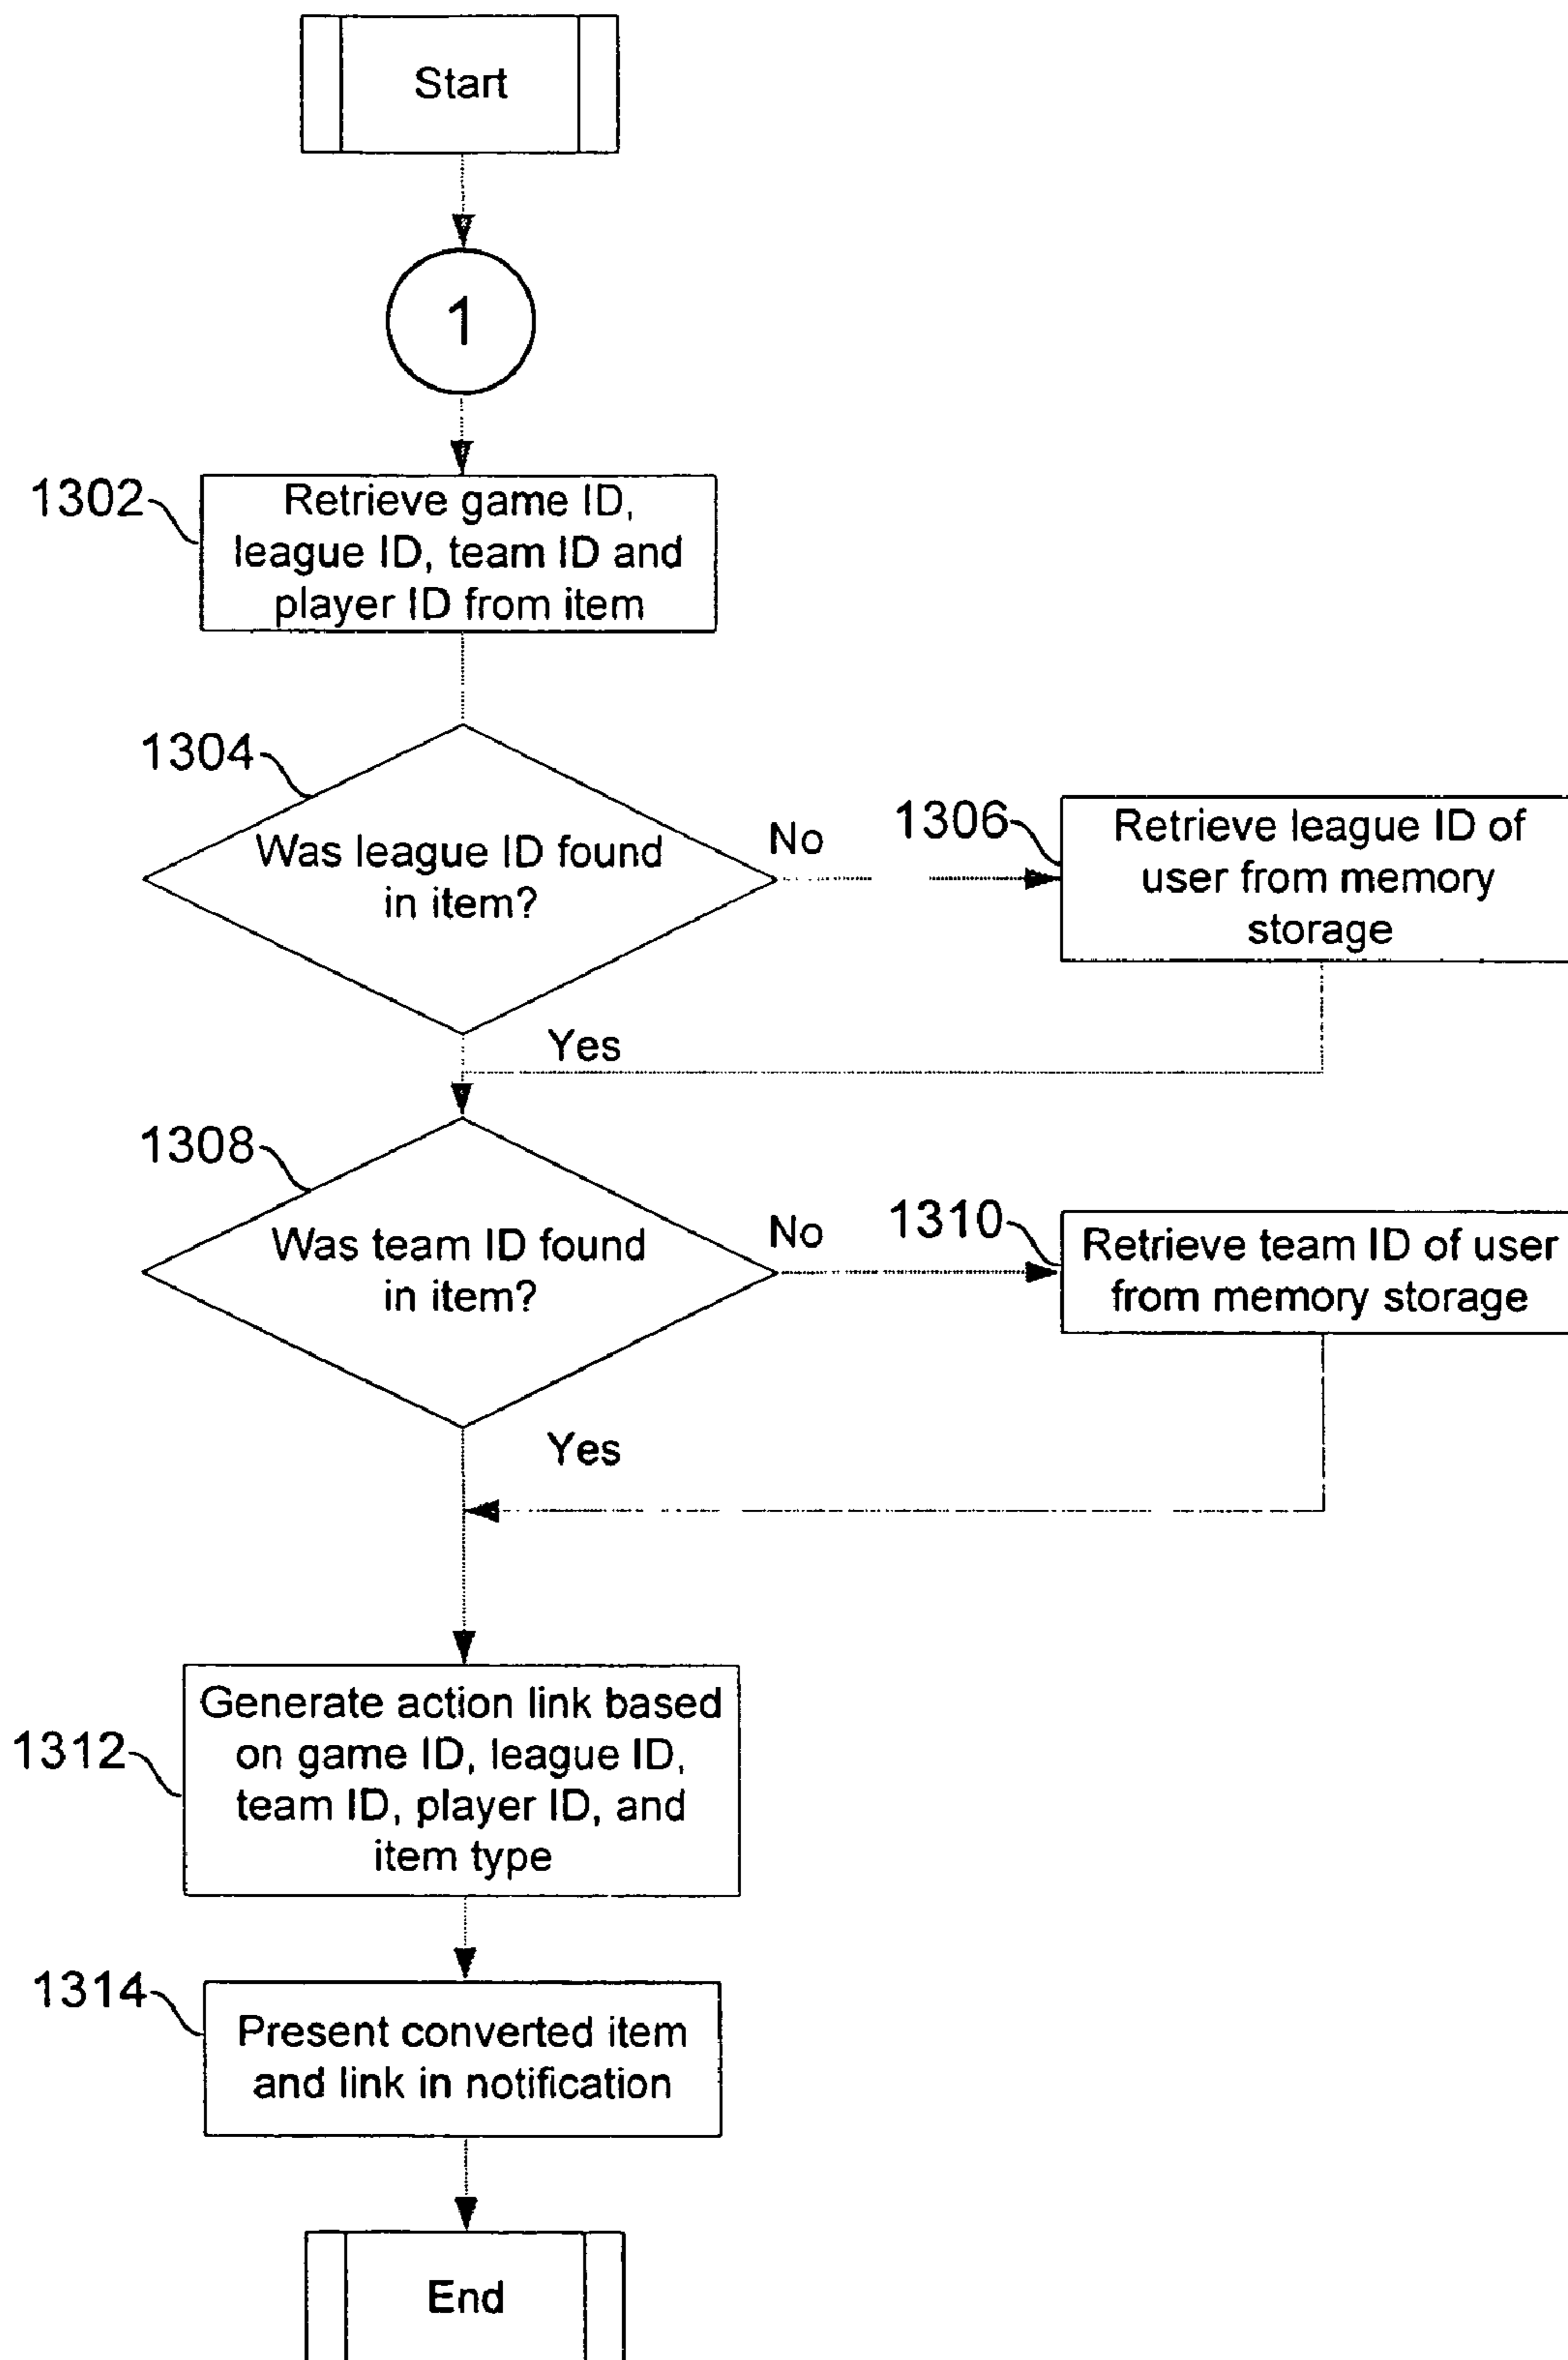 Start
1
1302
Retrieve game ID,
league ID, team ID and
player ID from item
1304
Was league ID found
in item?
No
1306
Retrieve league ID of
user from memory
storage
Yes
1308
Was team ID found
in item?
No
1310
Retrieve team ID of user
from memory storage
Yes
1312
Generate action link based
on game ID, league ID,
team ID, player ID, and
item type
1314
Present converted item
and link in notification
End